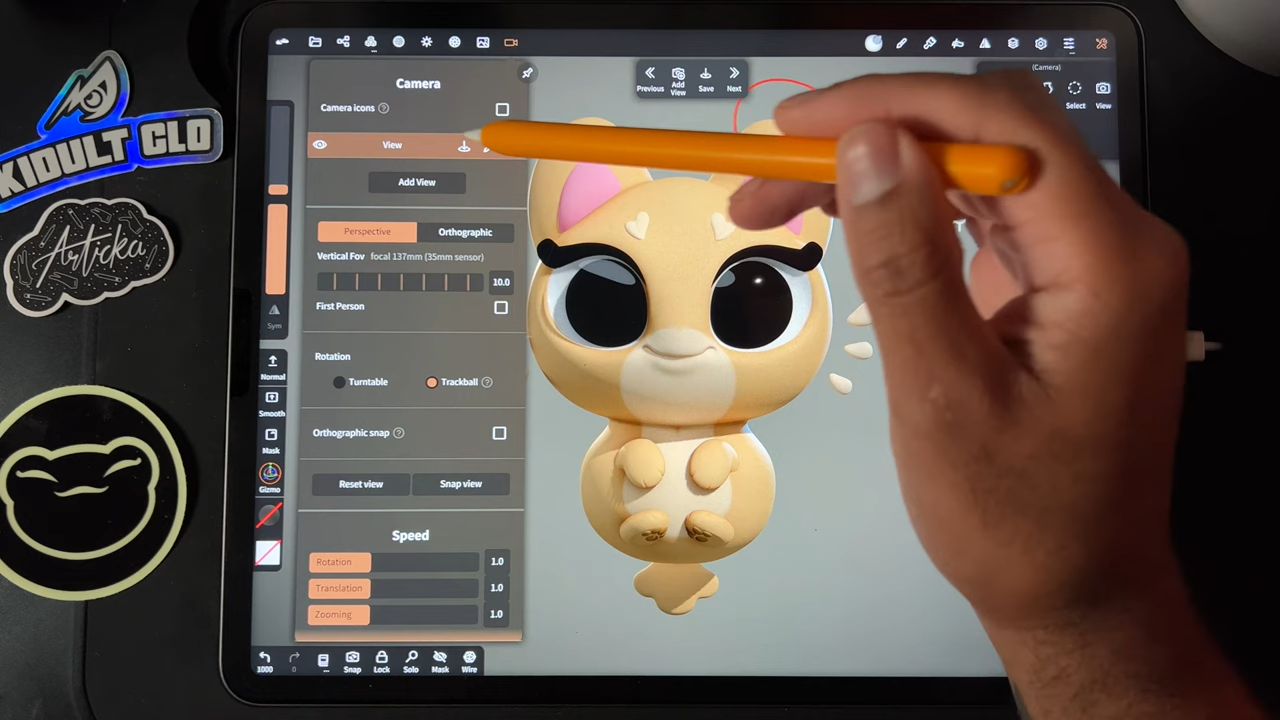 KIDULT CLO
Articka
Camera
Camera icons ?
View
Add View
Perspective
Orthographic
Vertical Fov focal 137mm (35mm sensor)
10.0
First Person
Rotation
Turntable
Trackball ?
Orthographic snap ?
Reset view
Snap view
Speed
Rotation 1.0
Translation 1.0
Zooming 1.0
Sym
Normal
Smooth
Mask
Gizmo
1000
0
...
Snap
Lock
Solo
Mask
Wire
Previous
Add View
Save
Next
(Camera)
Select
View